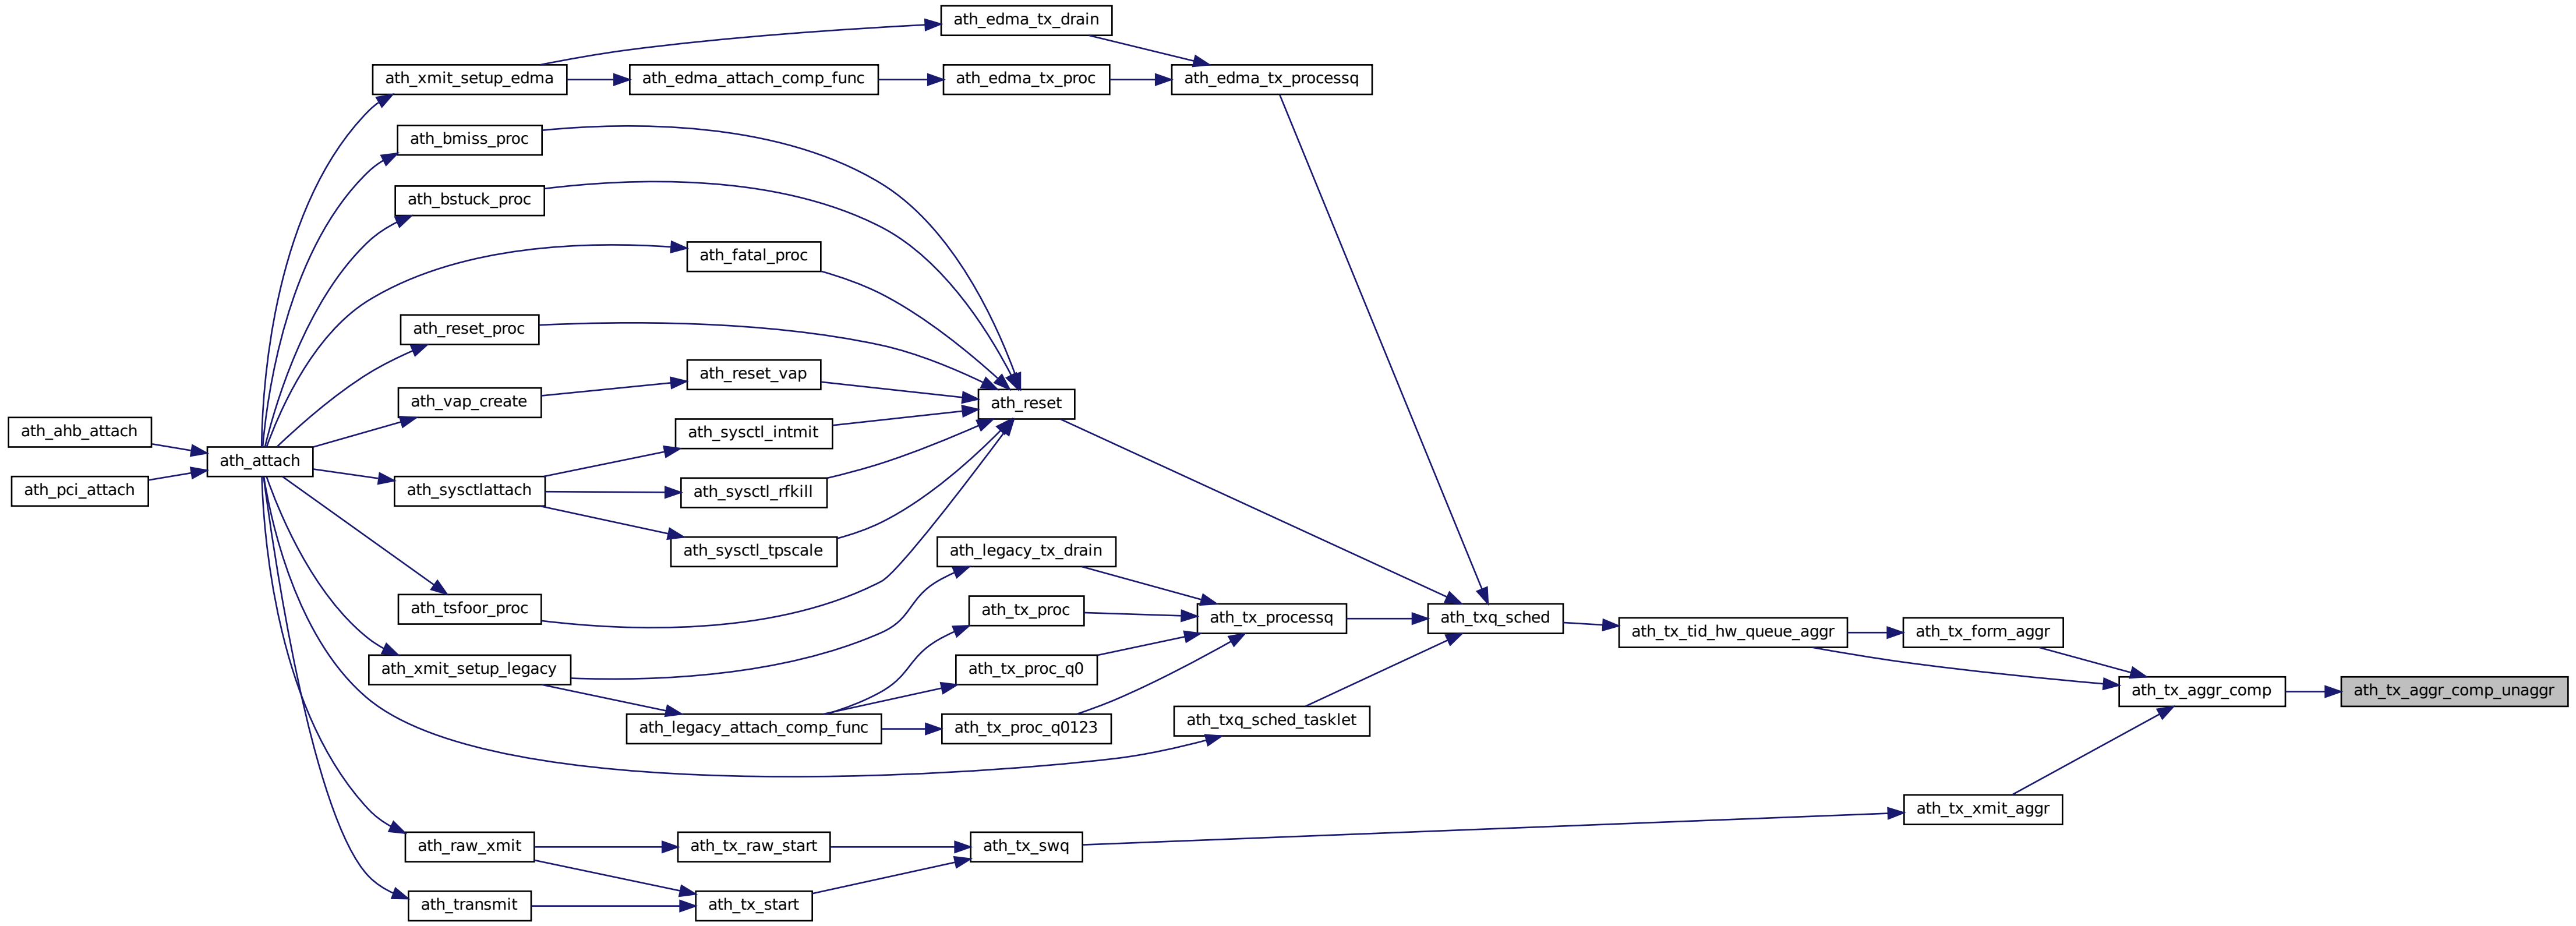 ath_edma_tx_drain
ath_xmit_setup_edma
ath_edma_attach_comp_func
ath_edma_tx_proc
ath_edma_tx_processq
ath_bmiss_proc
ath_bstuck_proc
ath_fatal_proc
ath_reset_proc
ath_reset_vap
ath_vap_create
ath_reset
ath_ahb_attach
ath_sysctl_intmit
ath_attach
ath_pci_attach
ath_sysctlattach
ath_sysctl_rfkill
ath_sysctl_tpscale
ath_legacy_tx_drain
ath_tsfoor_proc
ath_tx_proc
ath_tx_processq
ath_txq_sched
ath_tx_tid_hw_queue_aggr
ath_tx_form_aggr
ath_xmit_setup_legacy
ath_tx_proc_q0
ath_tx_aggr_comp
ath_tx_aggr_comp_unaggr
ath_legacy_attach_comp_func
ath_tx_proc_q0123
ath_txq_sched_tasklet
ath_tx_xmit_aggr
ath_raw_xmit
ath_tx_raw_start
ath_tx_swq
ath_transmit
ath_tx_start